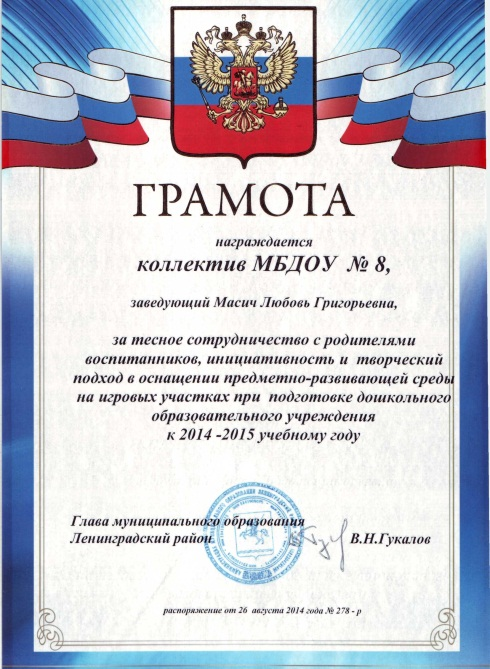 ГРАМОТА
награждается
коллектив МБДОУ № 8,
заведующий Масич Любовь Григорьевна,
за тесное сотрудничество с родителями
воспитанников, инициативность и творческий
подход в оснащении предметно-развивающей среды
на игровых участках при подготовке дошкольного
образовательного учреждения
к 2014 -2015 учебному году
Глава муниципального образования
Ленинградский район В.Н.Гукалов
распоряжение от 26 августа 2014 года № 278 - р